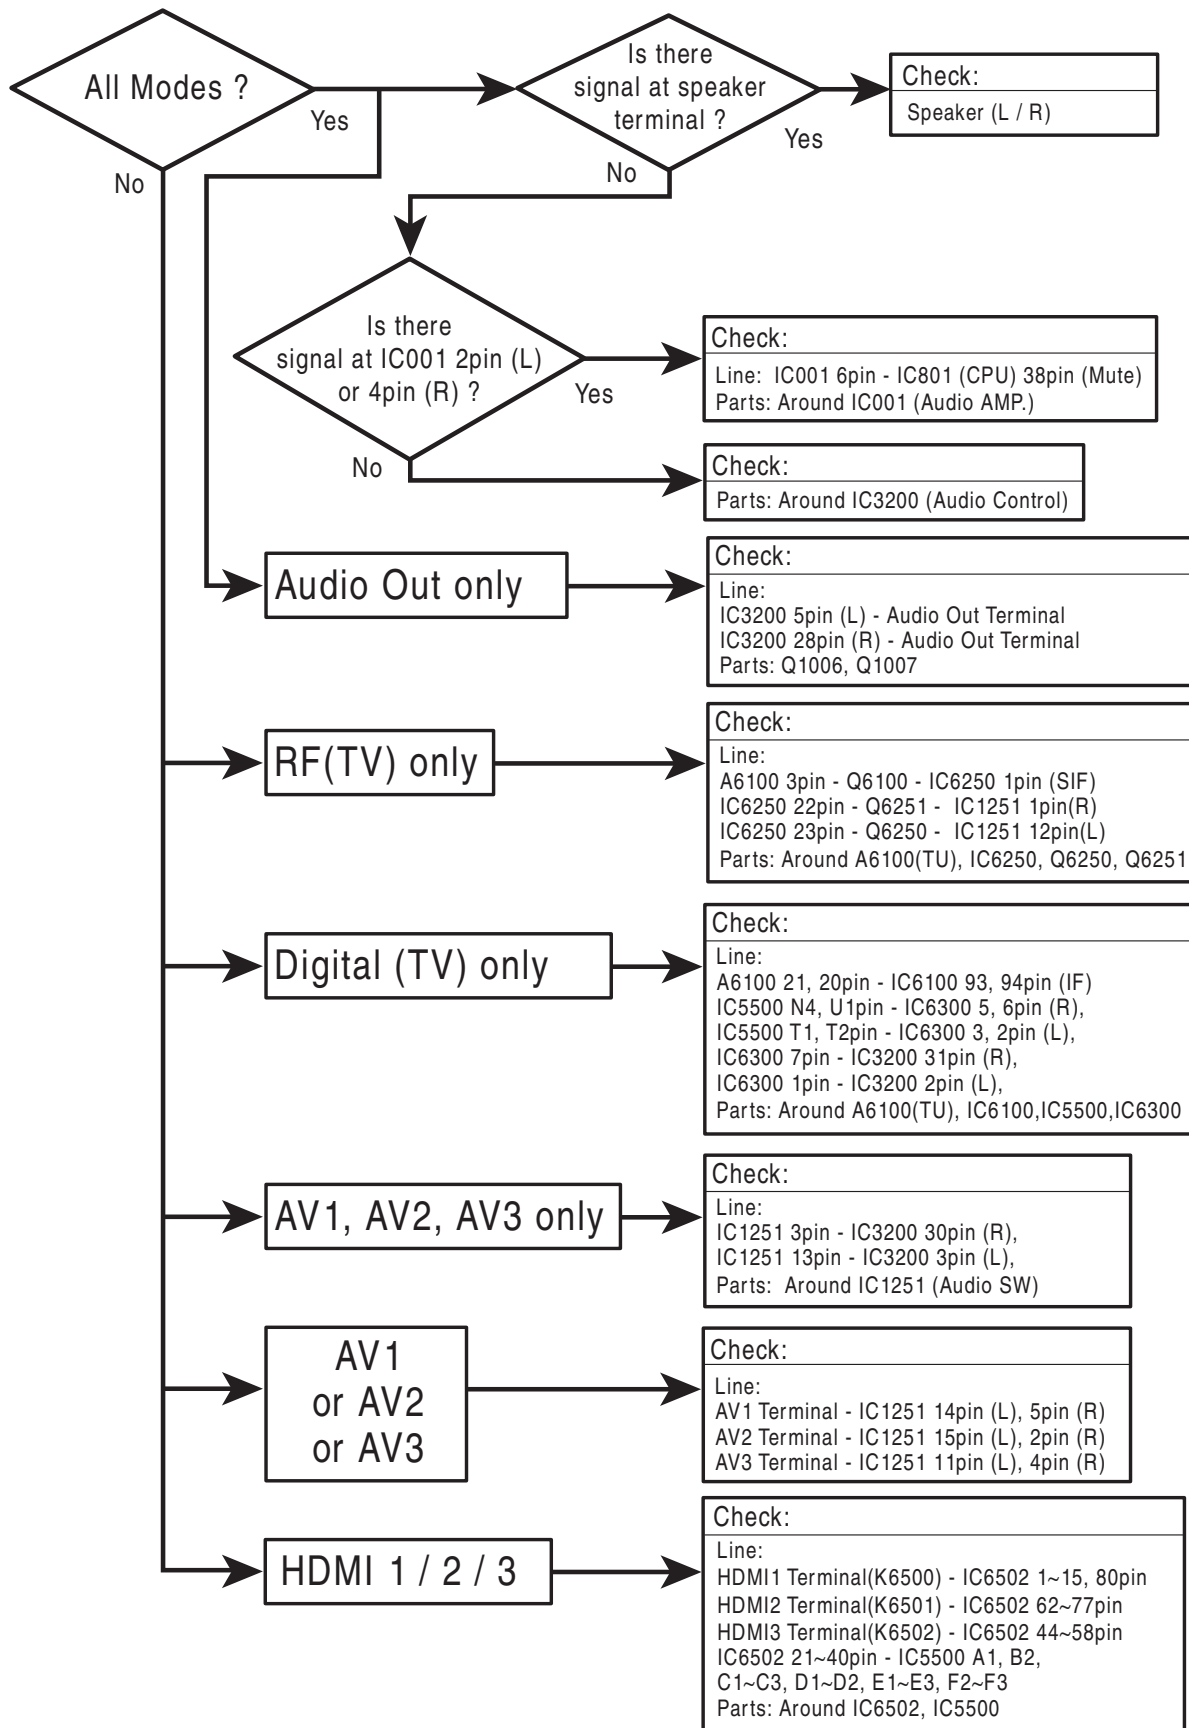 All Modes ?
Yes
No
Is there
signal at speaker
terminal ?
Yes
No
Check:
Speaker (L / R)
Is there
signal at IC001 2pin (L)
or 4pin (R) ?
Yes
No
Check:
Line:  IC001 6pin - IC801 (CPU) 38pin (Mute)
Parts: Around IC001 (Audio AMP.)
Check:
Parts: Around IC3200 (Audio Control)
Audio Out only
Check:
Line:
IC3200 5pin (L) - Audio Out Terminal
IC3200 28pin (R) - Audio Out Terminal
Parts: Q1006, Q1007
RF(TV) only
Check:
Line:
A6100 3pin - Q6100 - IC6250 1pin (SIF)
IC6250 22pin - Q6251 -  IC1251 1pin(R)
IC6250 23pin - Q6250 -  IC1251 12pin(L)
Parts: Around A6100(TU), IC6250, Q6250, Q6251
Digital (TV) only
Check:
Line:
A6100 21, 20pin - IC6100 93, 94pin (IF)
IC5500 N4, U1pin - IC6300 5, 6pin (R),
IC5500 T1, T2pin - IC6300 3, 2pin (L),
IC6300 7pin - IC3200 31pin (R),
IC6300 1pin - IC3200 2pin (L),
Parts: Around A6100(TU), IC6100,IC5500,IC6300
AV1, AV2, AV3 only
Check:
Line:
IC1251 3pin - IC3200 30pin (R),
IC1251 13pin - IC3200 3pin (L),
Parts:  Around IC1251 (Audio SW)
AV1
or AV2
or AV3
Check:
Line:
AV1 Terminal - IC1251 14pin (L), 5pin (R)
AV2 Terminal - IC1251 15pin (L), 2pin (R)
AV3 Terminal - IC1251 11pin (L), 4pin (R)
HDMI 1 / 2 / 3
Check:
Line:
HDMI1 Terminal(K6500) - IC6502 1~15, 80pin
HDMI2 Terminal(K6501) - IC6502 62~77pin
HDMI3 Terminal(K6502) - IC6502 44~58pin
IC6502 21~40pin - IC5500 A1, B2,
C1~C3, D1~D2, E1~E3, F2~F3
Parts: Around IC6502, IC5500